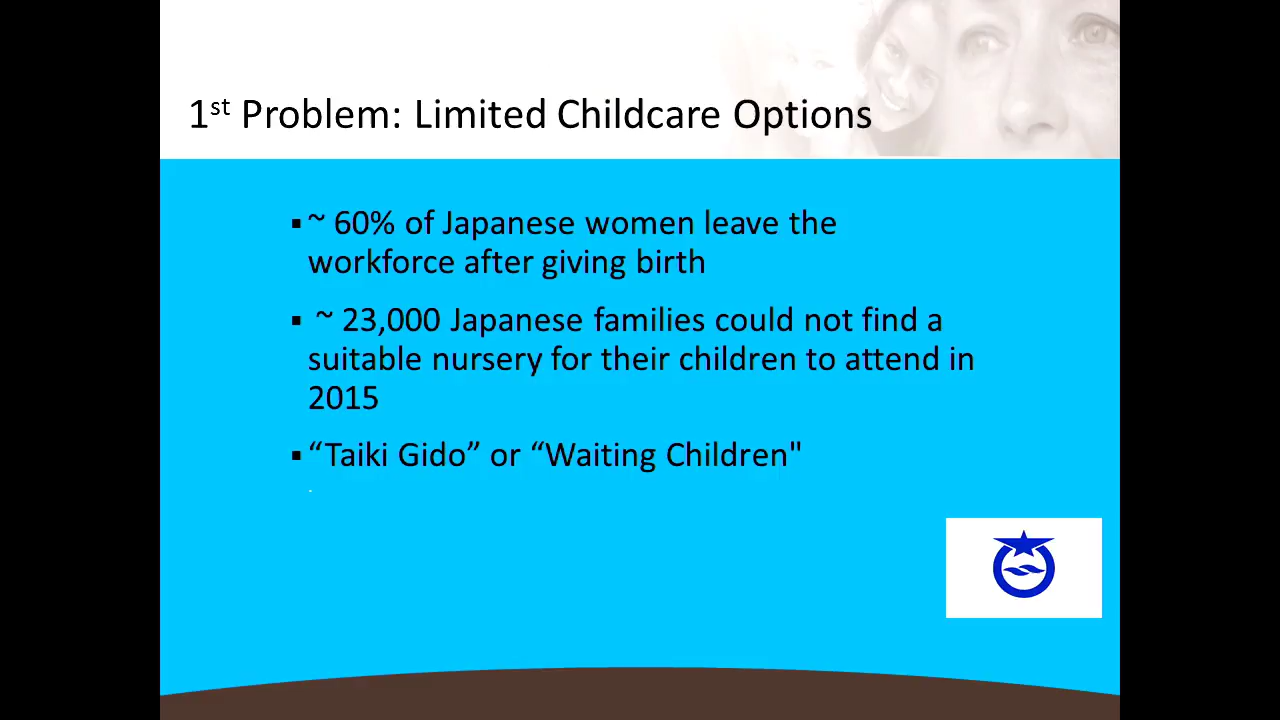 1st Problem: Limited Childcare Options
▪~ 60% of Japanese women leave the
workforce after giving birth
▪ ~ 23,000 Japanese families could not find a
suitable nursery for their children to attend in
2015
▪“Taiki Gido” or “Waiting Children"
.